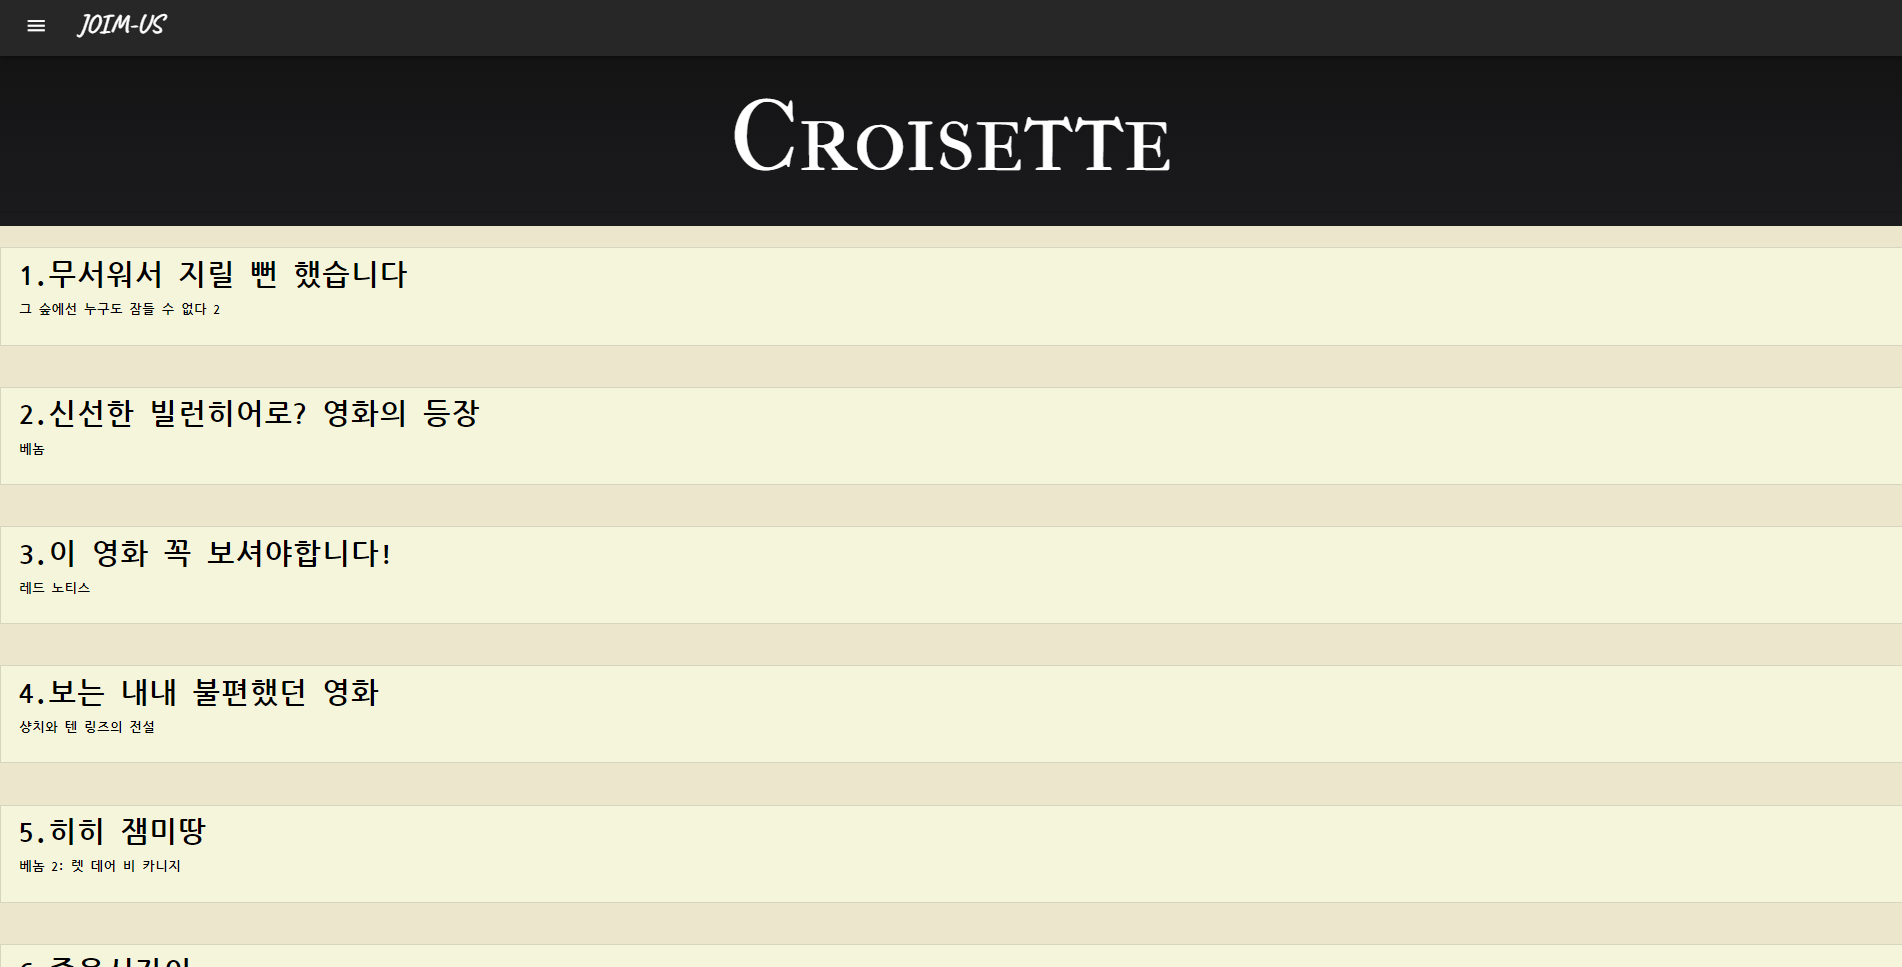 JOIM-US
CROISETTE
1.무서워서 지릴 뻔 했습니다
그 숲에선 누구도 잠들 수 없다 2
2.신선한 빌런히어로? 영화의 등장
베놈
3.이 영화 꼭 보셔야합니다!
레드 노티스
4.보는 내내 불편했던 영화
샹치와 텐 링즈의 전설
5.히히 잼미땅
베놈 2: 렛 데어 비 카니지